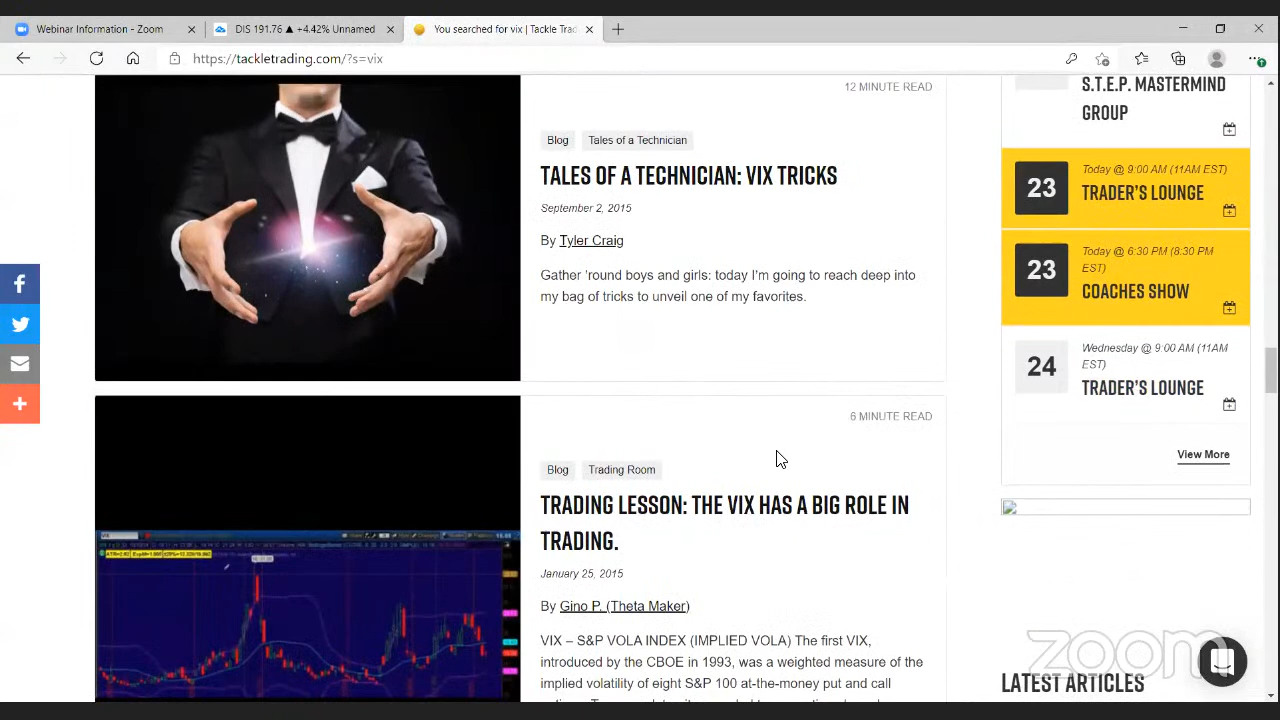 Webinar Information - Zoom
DIS 191.76 ▲ +4.42% Unnamed
You searched for vix | Tackle Trad
https://tackletrading.com/?s=vix
12 MINUTE READ
Blog
Tales of a Technician
TALES OF A TECHNICIAN: VIX TRICKS
September 2, 2015
By Tyler Craig
Gather 'round boys and girls: today I'm going to reach deep into
my bag of tricks to unveil one of my favorites.
6 MINUTE READ
Blog
Trading Room
TRADING LESSON: THE VIX HAS A BIG ROLE IN
TRADING.
January 25, 2015
By Gino P. (Theta Maker)
VIX – S&P VOLA INDEX (IMPLIED VOLA) The first VIX,
introduced by the CBOE in 1993, was a weighted measure of the
implied volatility of eight S&P 100 at-the-money put and call
S.T.E.P. MASTERMIND
GROUP
23
Today @ 9:00 AM (11AM EST)
TRADER'S LOUNGE
23
Today @ 6:30 PM (8:30 PM
EST)
COACHES SHOW
24
Wednesday @ 9:00 AM (11AM
EST)
TRADER'S LOUNGE
View More
LATEST ARTICLES
zoom